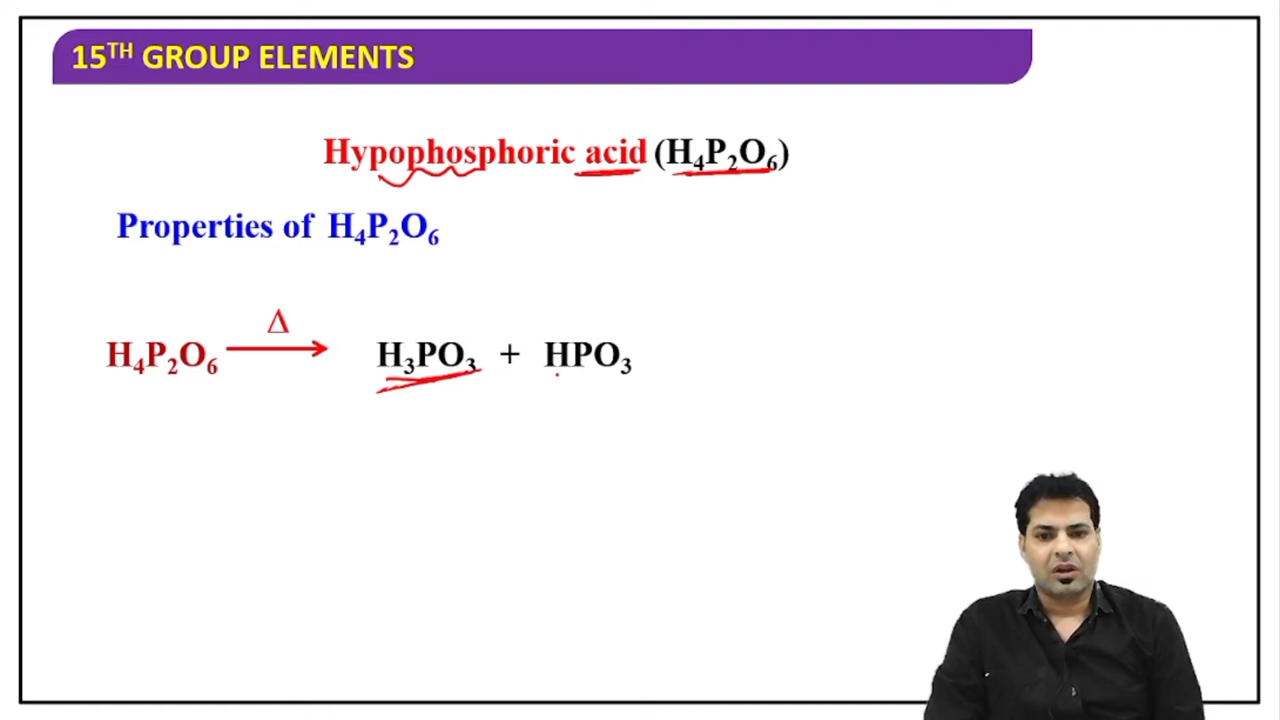 15TH GROUP ELEMENTS
Hypophosphoric acid (H₄P₂O₆)
Properties of H₄P₂O₆
Δ
H₄P₂O₆ ⟶ H₃PO₃ + HPO₃